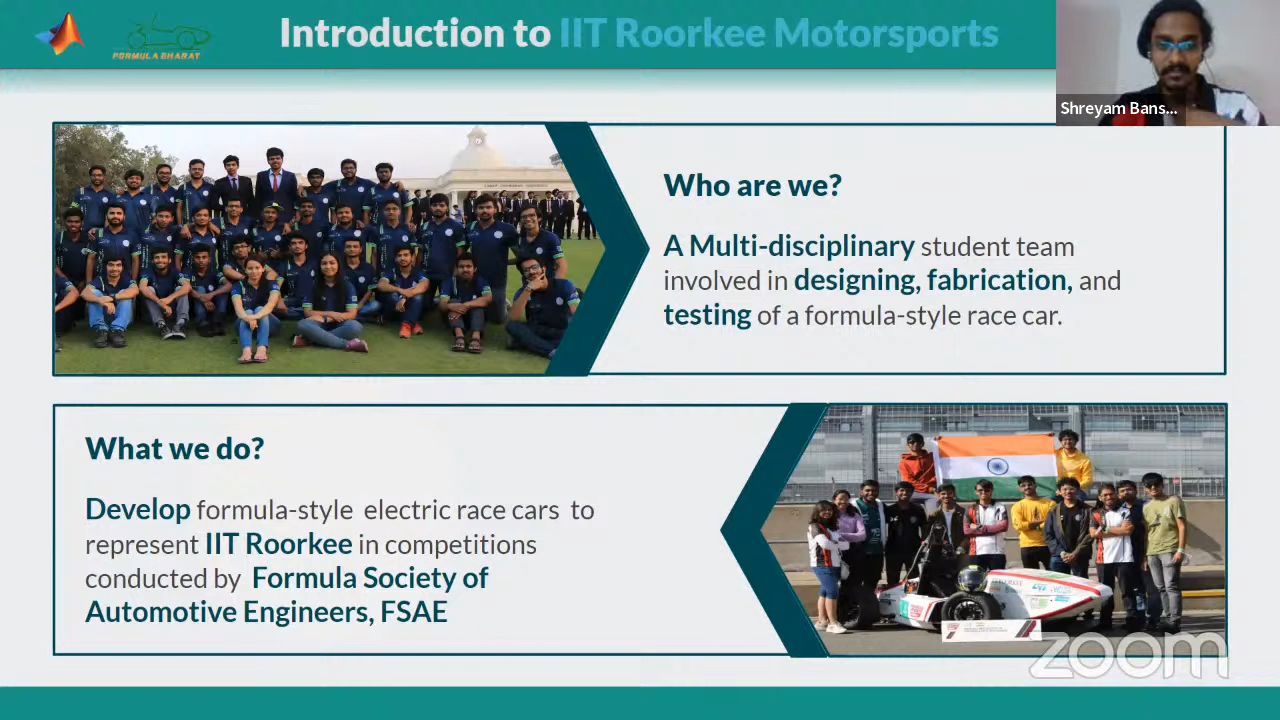 Introduction to IIT Roorkee Motorsports
FORMULA BHARAT
Shreyam Bans...
Who are we?
A Multi-disciplinary student team
involved in designing, fabrication, and
testing of a formula-style race car.
What we do?
Develop formula-style electric race cars to
represent IIT Roorkee in competitions
conducted by Formula Society of
Automotive Engineers, FSAE
zoom